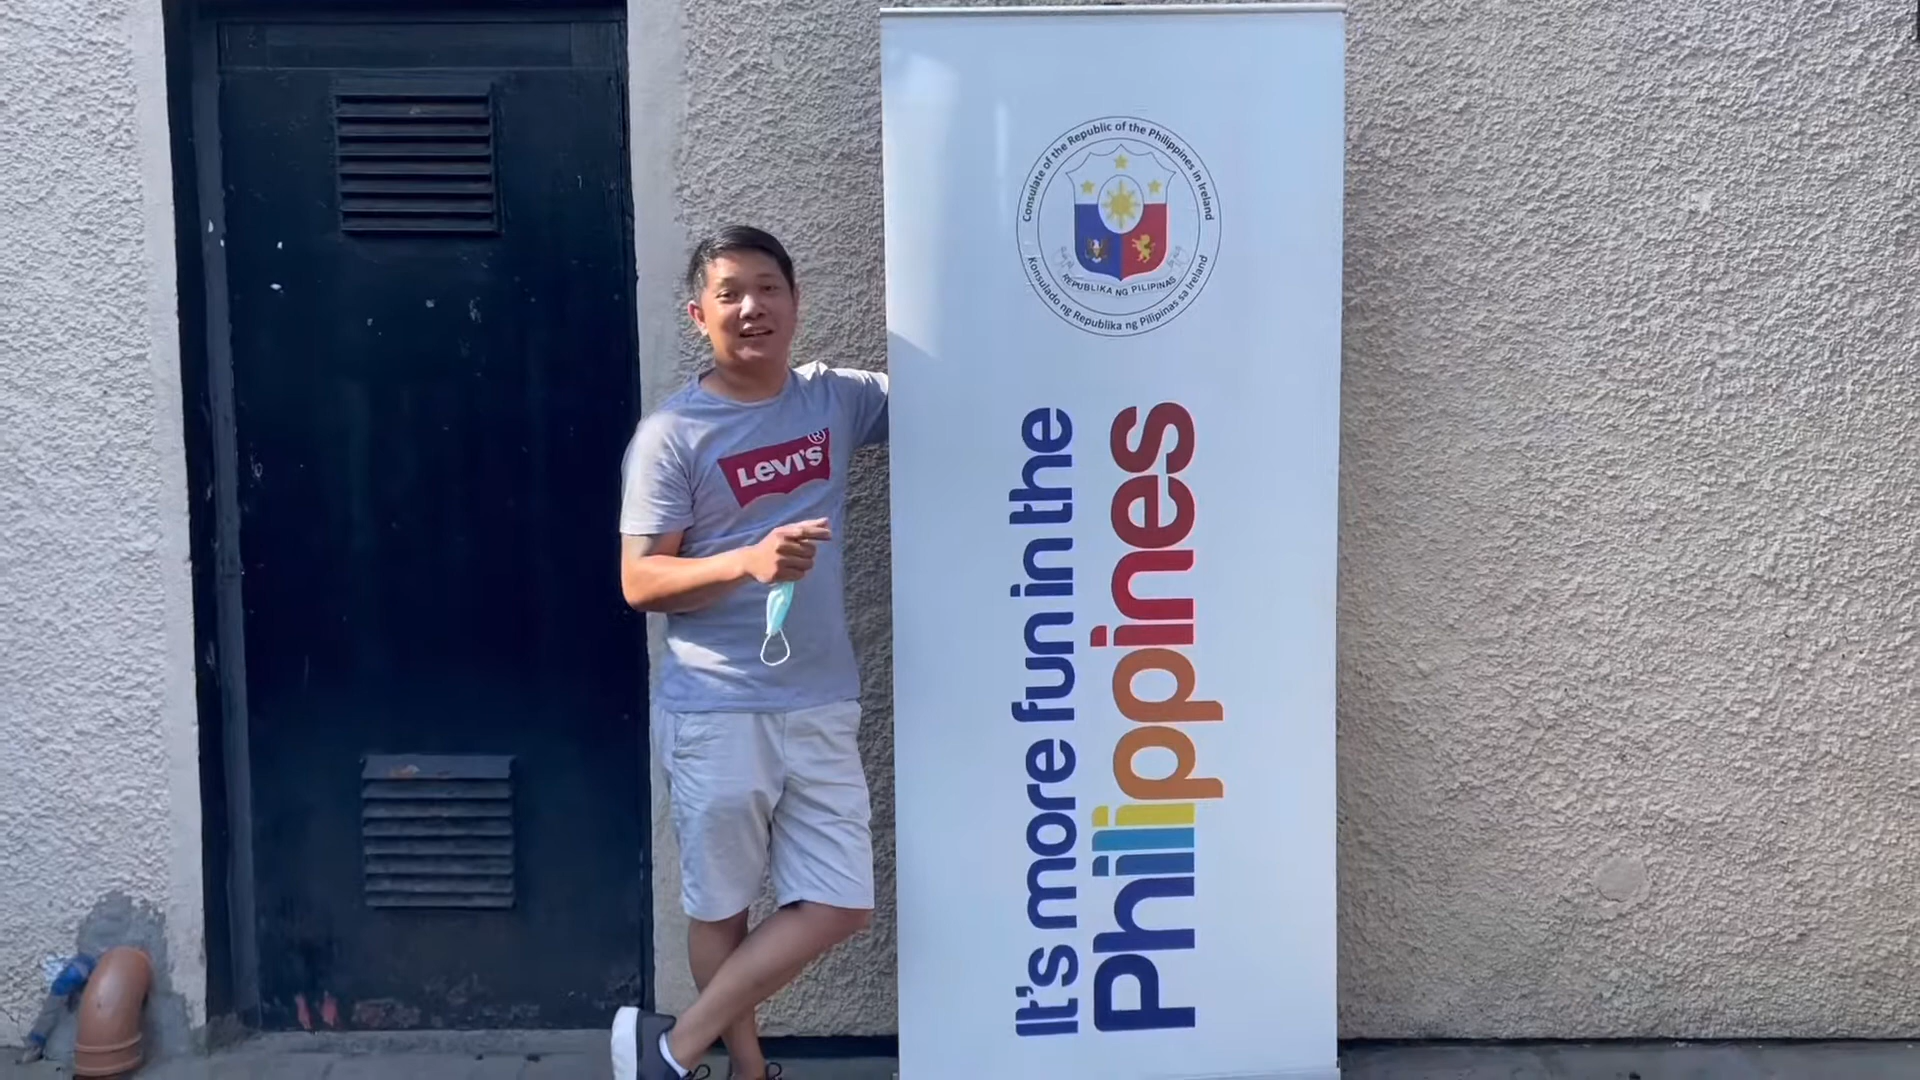 Consulate of the Republic of the Philippines in Ireland
REPUBLIKA NG PILIPINAS
Konsulado ng Republika ng Pilipinas sa Ireland
LEVI'S®
It's more fun in the
Philippines